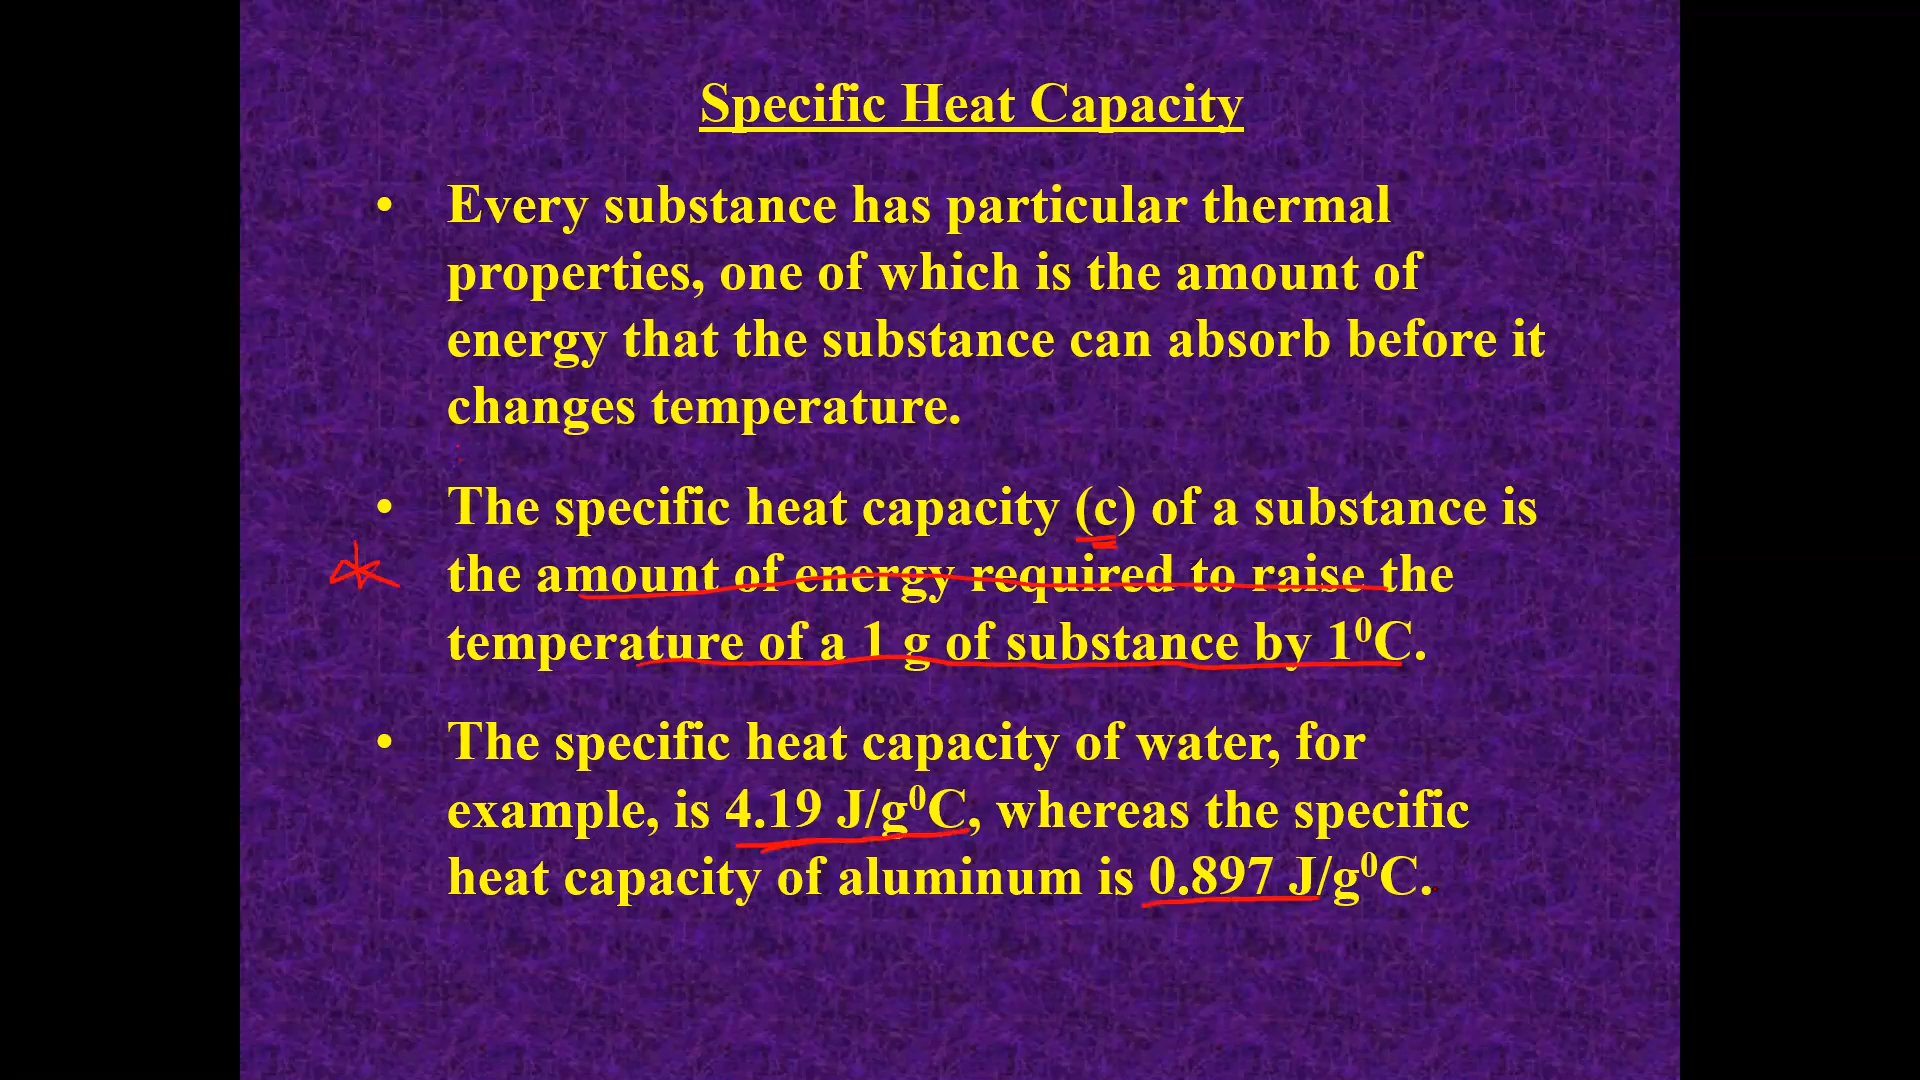 Specific Heat Capacity
• Every substance has particular thermal
properties, one of which is the amount of
energy that the substance can absorb before it
changes temperature.
• The specific heat capacity (c) of a substance is
the amount of energy required to raise the
temperature of a 1 g of substance by 1⁰C.
• The specific heat capacity of water, for
example, is 4.19 J/g⁰C, whereas the specific
heat capacity of aluminum is 0.897 J/g⁰C.